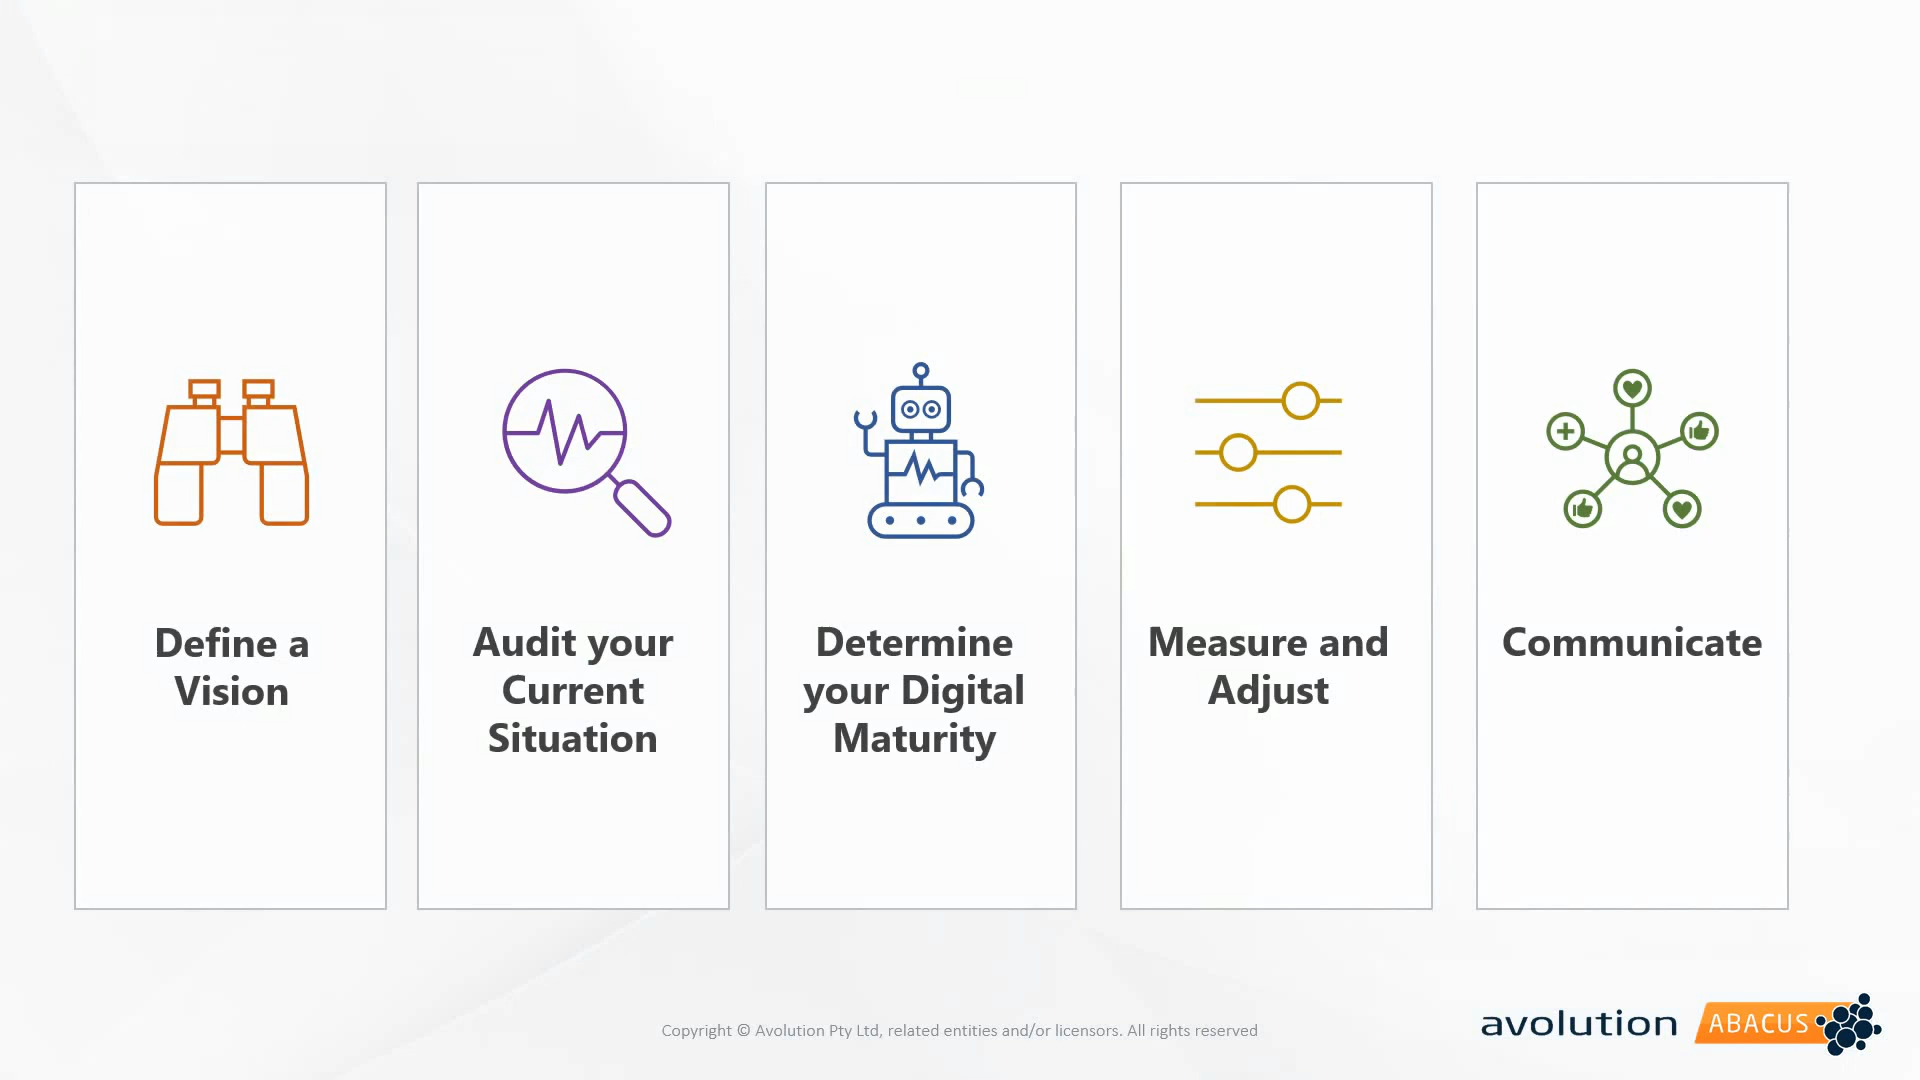 Define a
Vision
Audit your
Current
Situation
Determine
your Digital
Maturity
Measure and
Adjust
Communicate
Copyright © Avolution Pty Ltd, related entities and/or licensors. All rights reserved
avolution
ABACUS